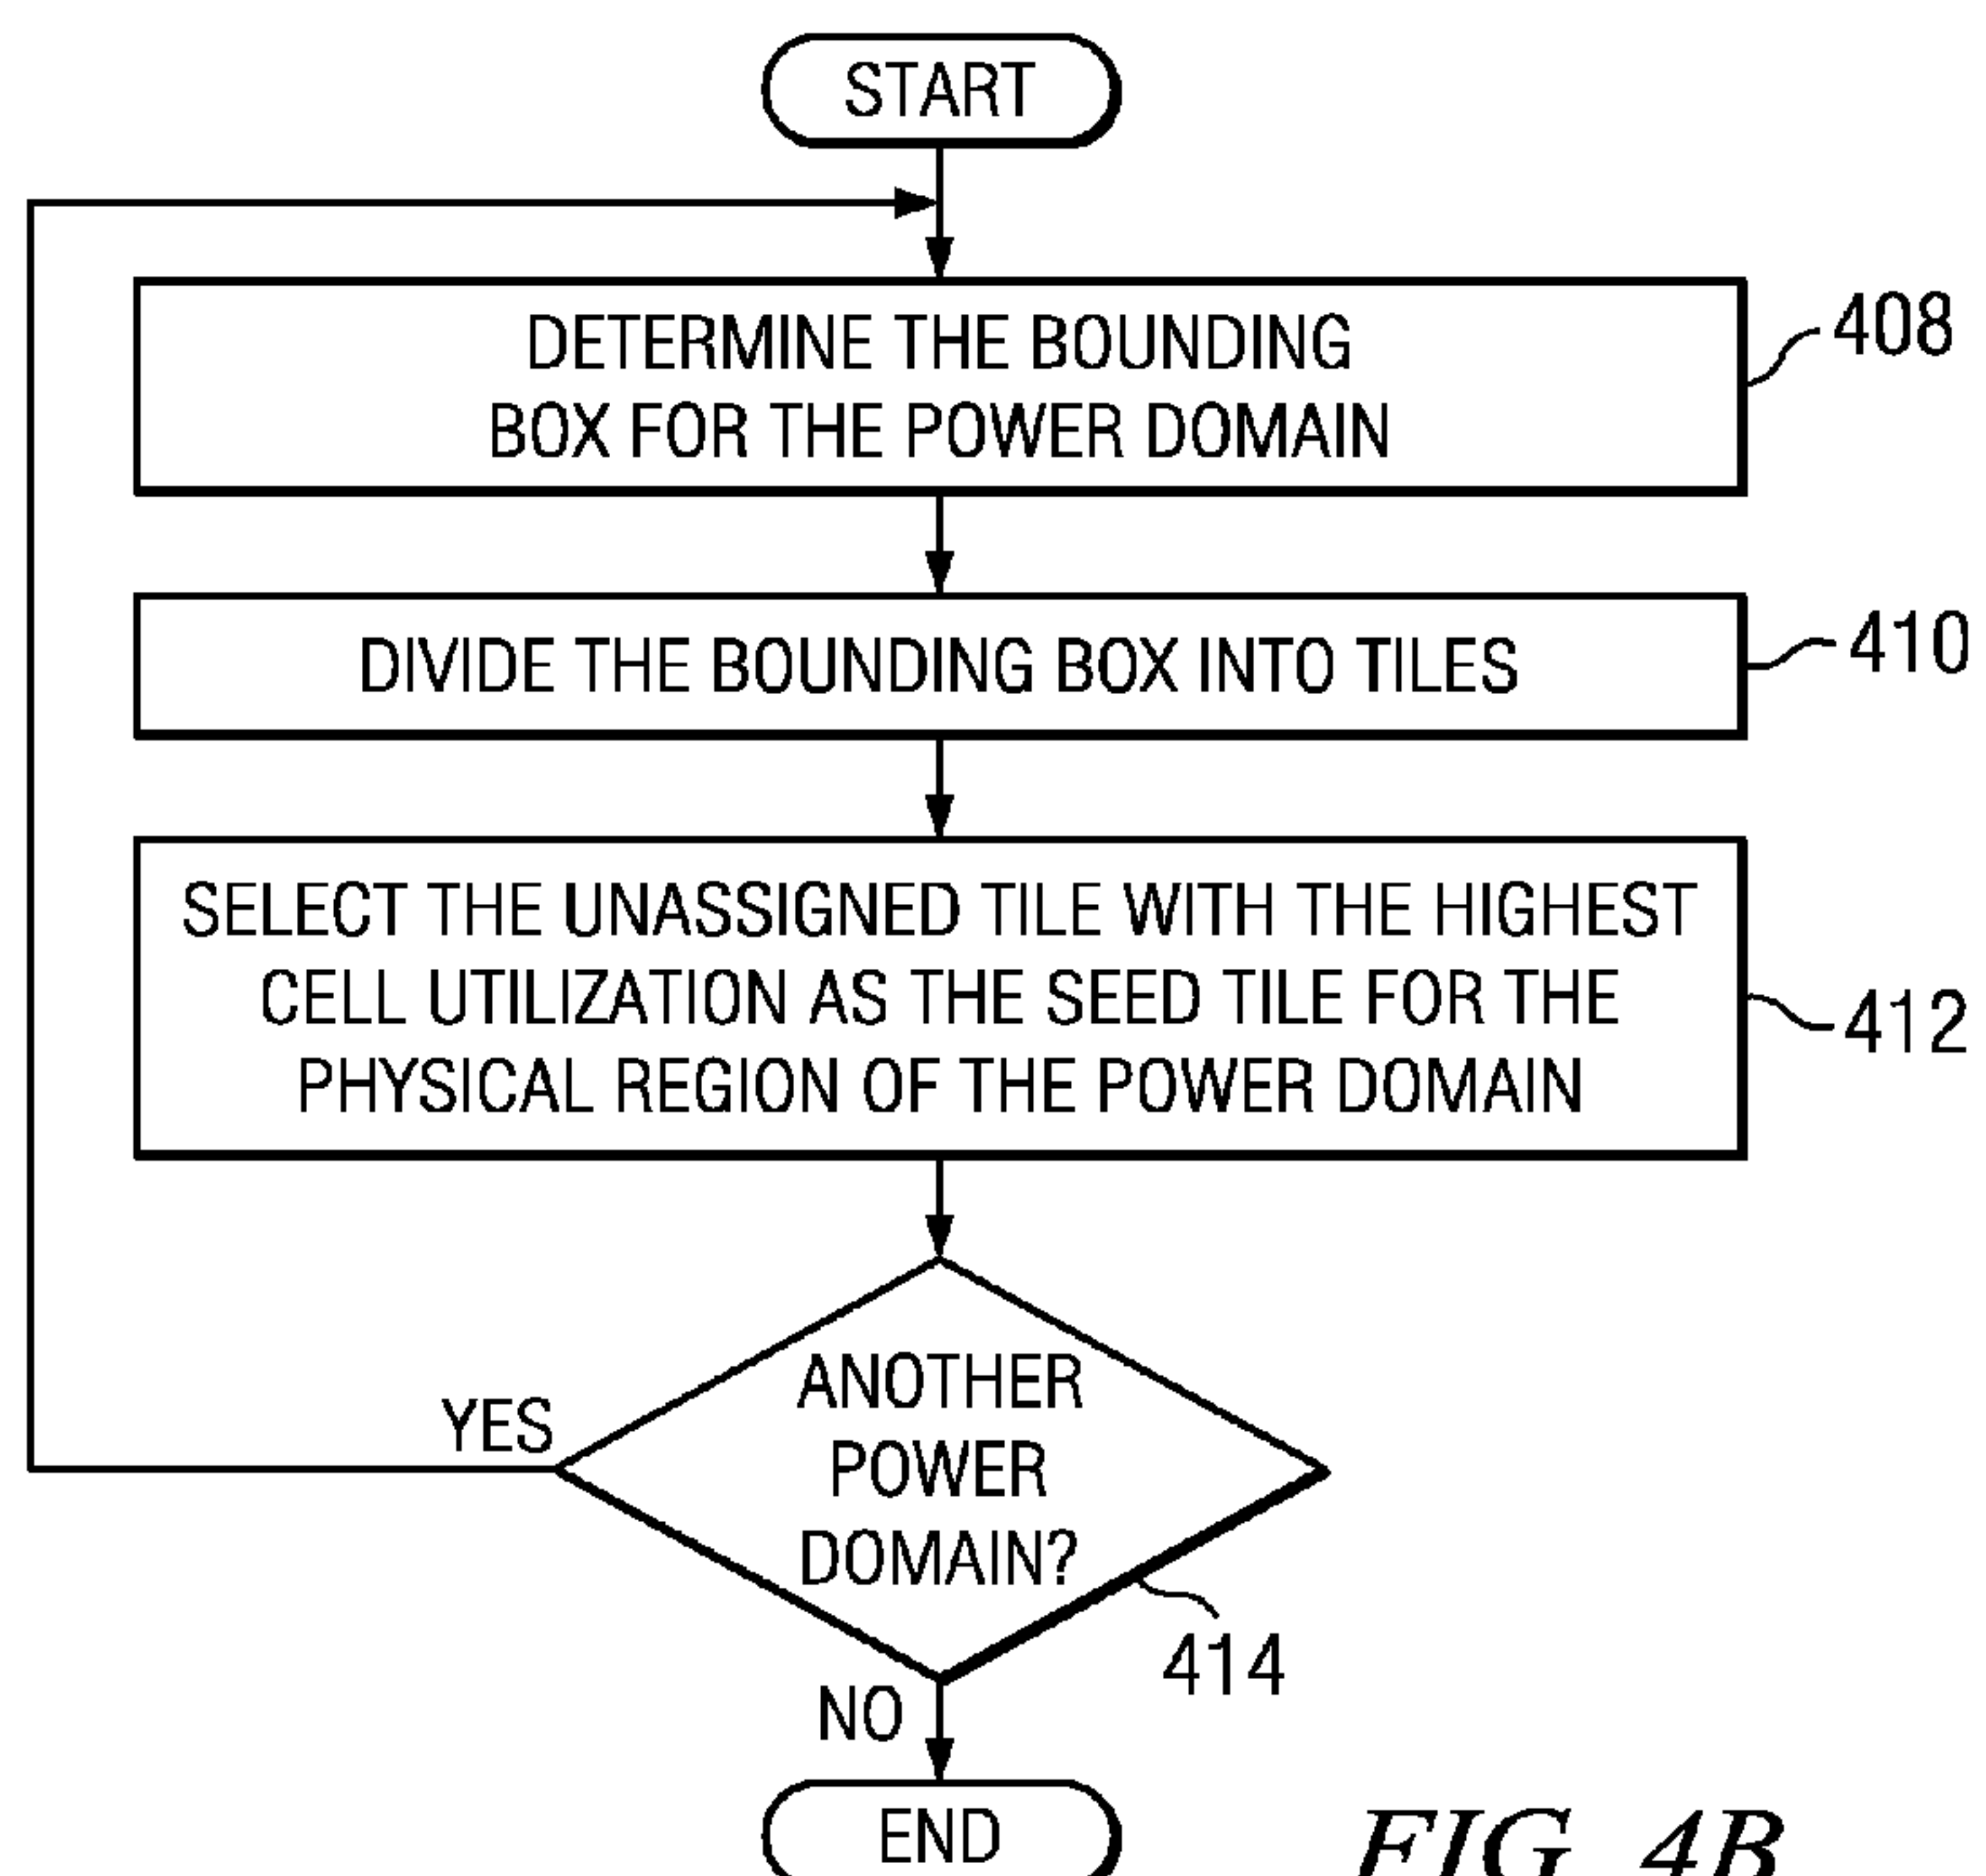 START
DETERMINE THE BOUNDING
BOX FOR THE POWER DOMAIN
408
DIVIDE THE BOUNDING BOX INTO TILES
410
SELECT THE UNASSIGNED TILE WITH THE HIGHEST
CELL UTILIZATION AS THE SEED TILE FOR THE
PHYSICAL REGION OF THE POWER DOMAIN
412
ANOTHER
POWER
DOMAIN?
YES
414
NO
END
FIG. 4B